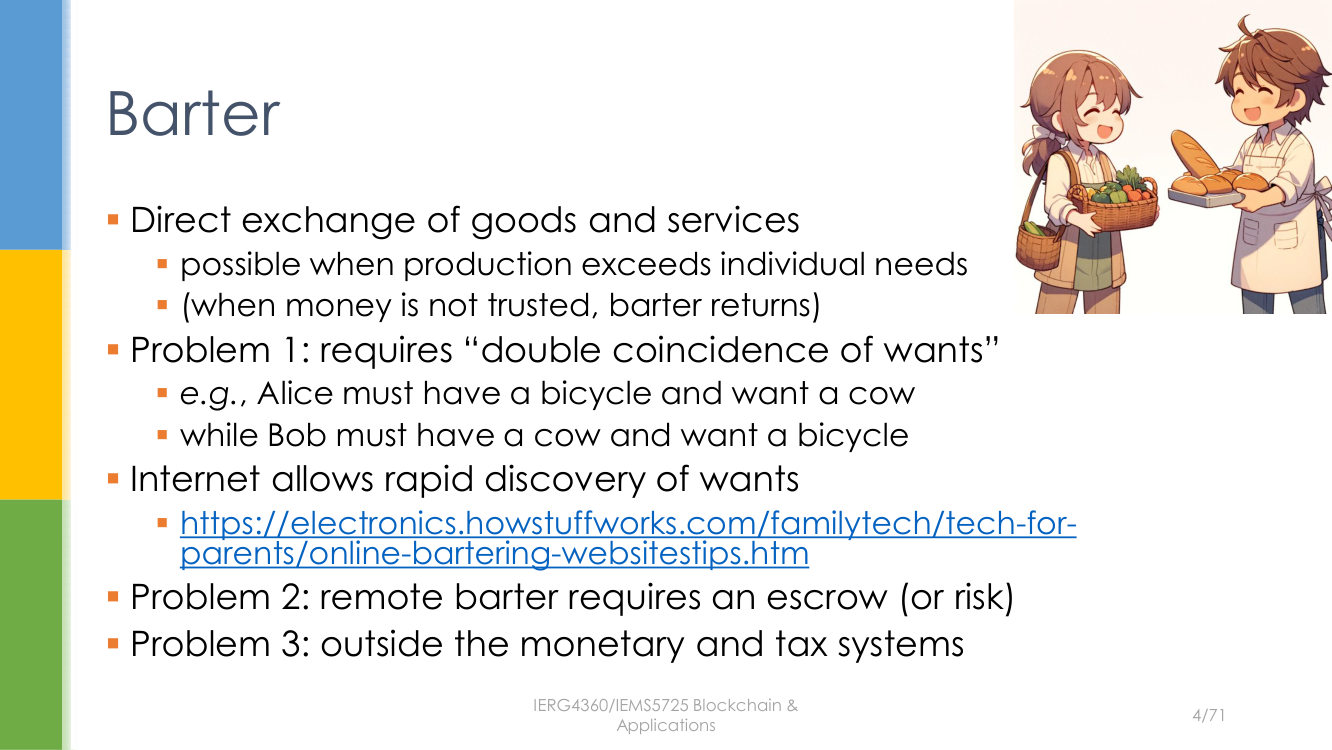 Barter
Direct exchange of goods and services
possible when production exceeds individual needs
(when money is not trusted, barter returns)
Problem 1: requires “double coincidence of wants”
e.g., Alice must have a bicycle and want a cow
while Bob must have a cow and want a bicycle
Internet allows rapid discovery of wants
https://electronics.howstuffworks.com/familytech/tech-for-
parents/online-bartering-websitestips.htm
Problem 2: remote barter requires an escrow (or risk)
Problem 3: outside the monetary and tax systems
IERG4360/IEMS5725 Blockchain &
Applications
4/71